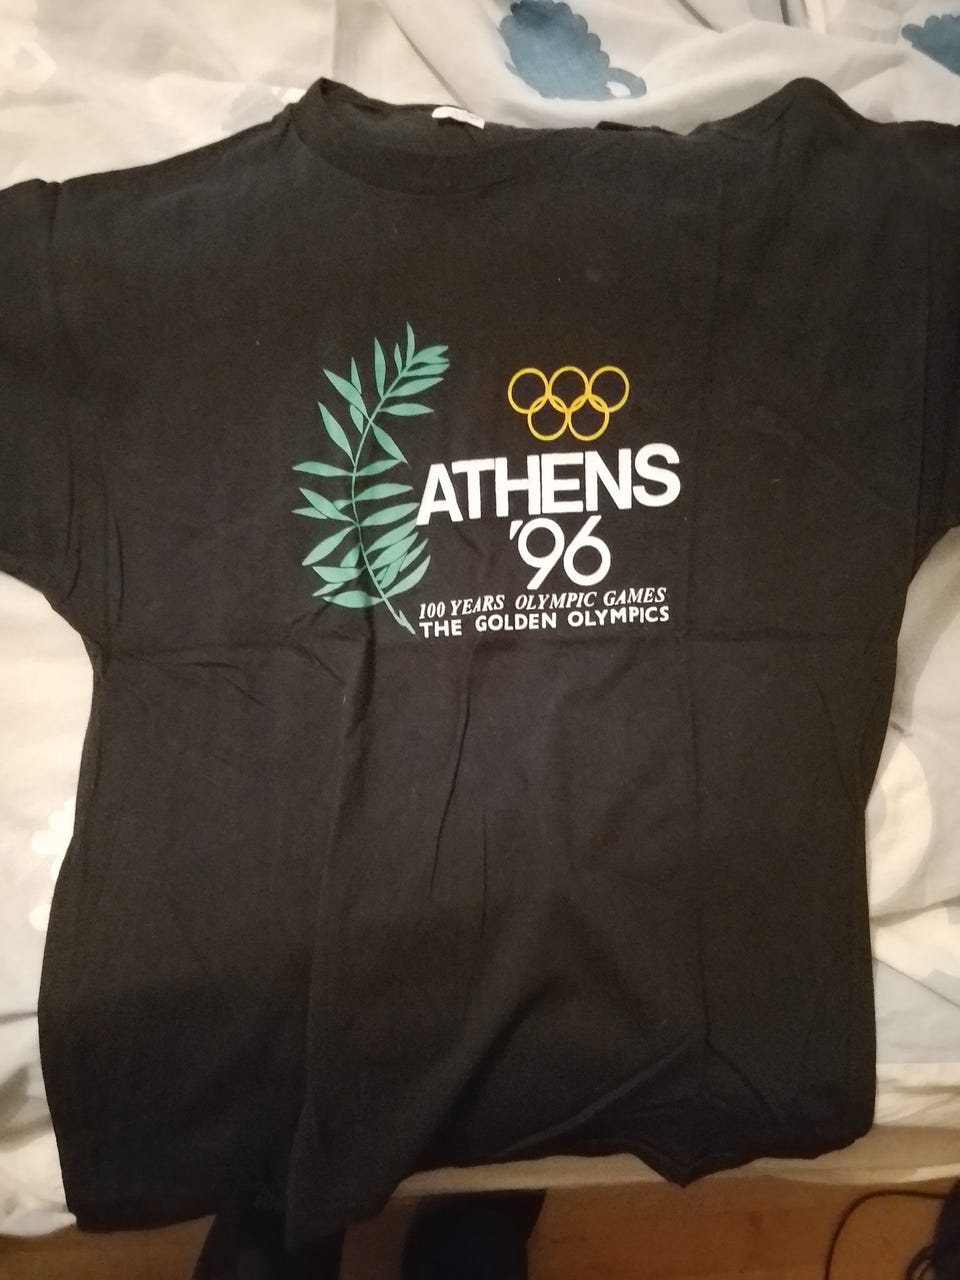 ATHENS
'96
100 YEARS OLYMPIC GAMES
THE GOLDEN OLYMPICS